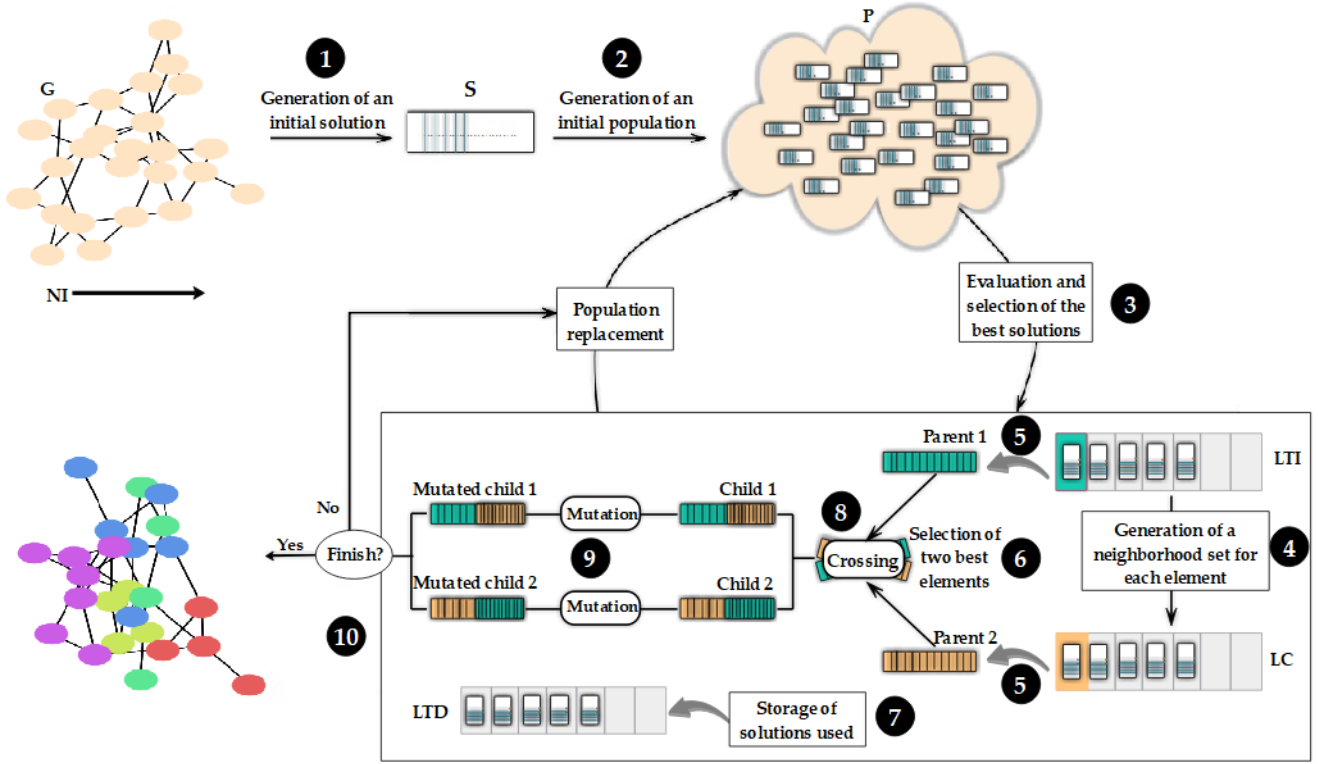 P
1
2
G
Generation of an
initial solution
S
Generation of an
initial population
NI
Population
replacement
Evaluation and
selection of the
best solutions
3
Parent 1
5
LTI
Mutated child 1
Mutation
Child 1
No
8
Selection of
two best
elements
6
Generation of a
neighborhood set for
each element
4
Yes
Finish?
9
Crossing
Mutated child 2
Mutation
Child 2
10
Parent 2
5
LC
LTD
Storage of
solutions used
7